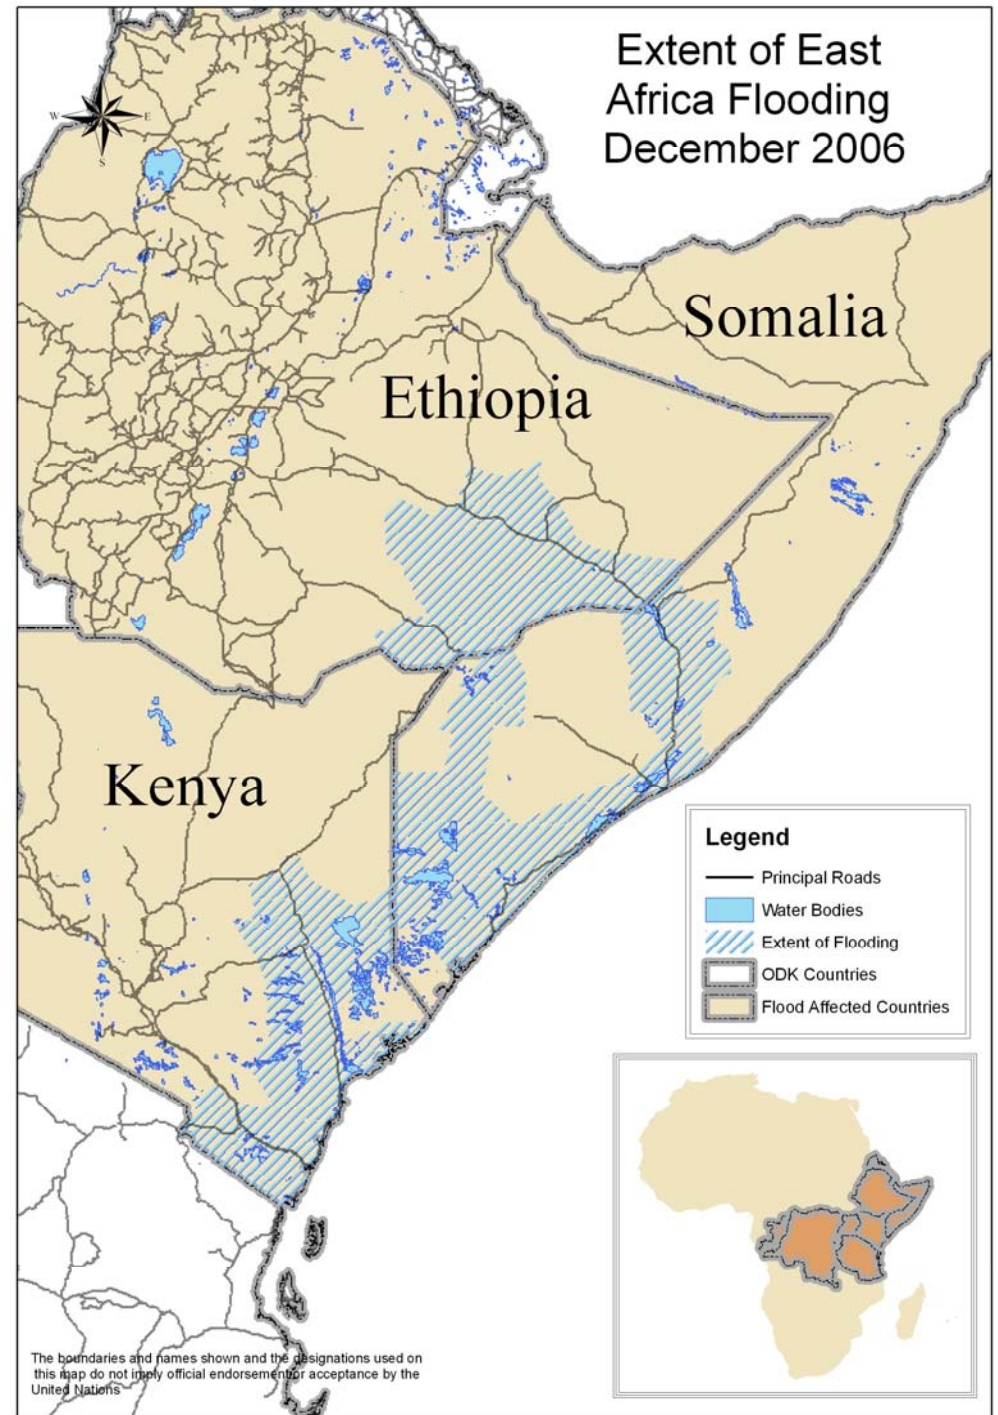 Extent of East
Africa Flooding
December 2006
W
E
S
Somalia
Ethiopia
Kenya
Legend
Principal Roads
Water Bodies
Extent of Flooding
ODK Countries
Flood Affected Countries
The boundaries and names shown and the designations used on
this map do not imply official endorsement or acceptance by the
United Nations